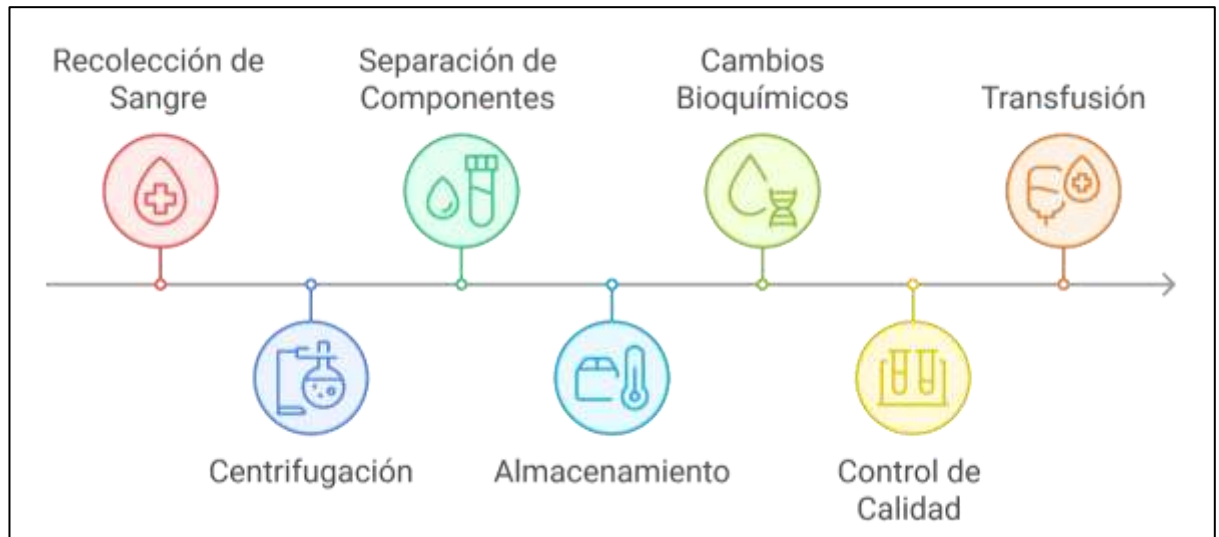 Recolección de
Sangre
Separación de
Componentes
Cambios
Bioquímicos
Transfusión
Centrifugación
Almacenamiento
Control de
Calidad